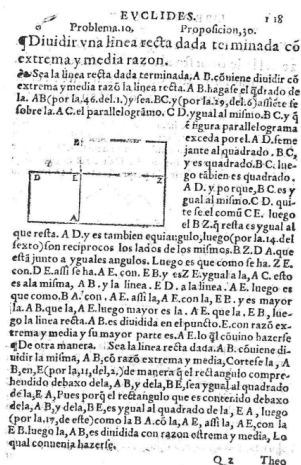 EVCLIDES. 118
Problema.10. Proposicion,30.
¶Diuidir vna linea recta dada terminada cõ
extrema y media razon.
Sea la linea recta dada terminada, A B. cõuiene diuidir cõ
extrema y media razõ la linea recta. A B. hagase el qdrado de
la. AB (por la.46.del.1.) y sea. BC. y (por la.29.del.6) assiẽte se
sobre la. A C. el parallelogramo. C D. ygual al mismo. B C. y q̃
exceda por el. A D. seme
jante al quadrado. B C,
y es quadrado. B C. lue-
go tãbien es quadrado.
A D. y porque, B C. es y
gual al mismo. C D. qui-
te se el comũ C E. luego
el B Z. q̃ resta es ygual al
B
D E Z
A
que resta. A D. y es tambien equiangulo, luego (por la.14.del
sexto) son reciprocos los lados de los mismos. B Z. D A. que
está junto a yguales angulos. Luego es que como se ha. Z E.
con. D E. assi se ha. A E. con. E B. y es Z E. ygual a la, A C. esto
es ala misma, A B. y la linea. E D. a la linea. A E. luego es
que como. B A. con. A E. assi la, A E. con la, E B. y es mayor
la. A B. que la, A E. luego mayor es la. A E. que la. E B, lue-
go la linea recta. A B. es diuidida en el puncto. E. con razõ ex-
trema y media y su mayor parte es. A E. lo q̃l cõuino hazerse
¶De otra manera. Sea la linea recta dada. A B. cõuiene di-
uidir la misma, A B, cõ razõ extrema y media, Cortese la, A
B, en, E (por la, 11, del, 2,) de manera q̃ el rectangulo compre-
hendido debaxo dela, A B, y dela, B E, sea ygual al quadrado
de la, E A, Pues porq̃ el rectangulo que es contenido debaxo
dela, A B, y dela, B E, es ygual al quadrado de la, E A, luego
(por la, 17, de este) como la B A. cõ la, A E, assi la, A E, con la
E B. luego la, A B, es diuidida con razon estrema y media, Lo
qual conuenia hazerse.
Q 2 Theo